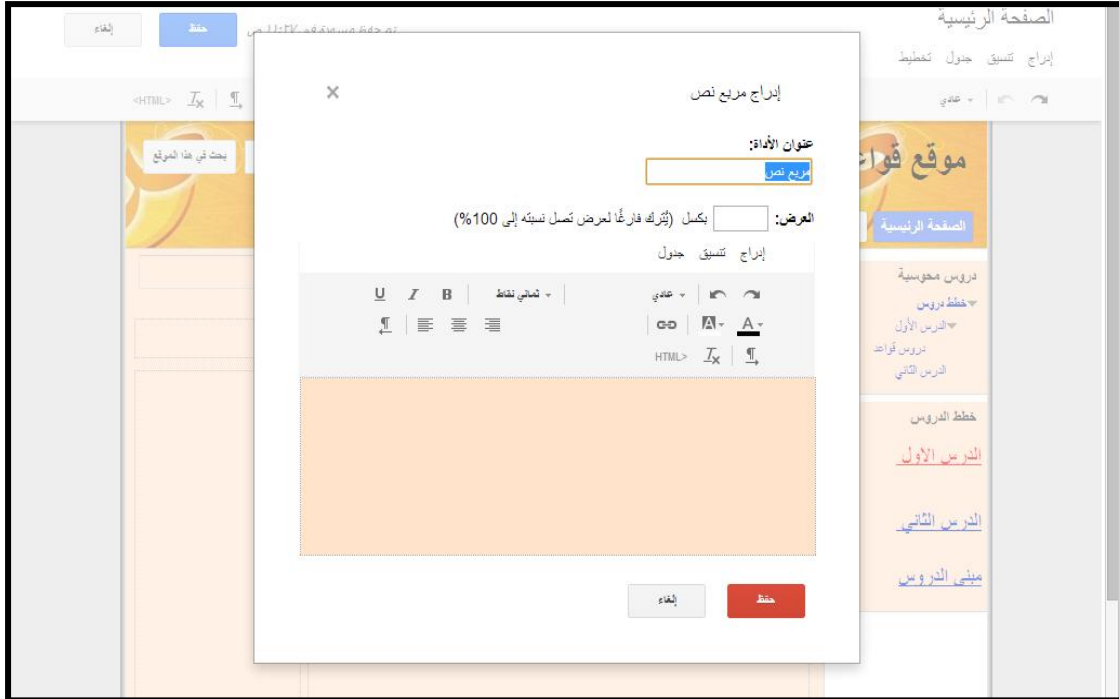 الصفحة الرئيسية
حفظ
إلغاء
إدراج تنسيق جدول تخطيط
عادي
<HTML>
موقع قواعد
بحث في هذا الموقع
الصفحة الرئيسية
دروس محوسبة
خطط دروس
الدرس الأول
دروس قواعد
الدرس الثاني
خطط الدروس
الدرس الاول
الدرس الثاني
مبنى الدروس
إدراج مربع نص
×
عنوان الأداة:
مربع نص
العرض: بكسل (يُترك فارغًا لعرض تصل نسبته إلى 100%)
إدراج تنسيق جدول
عادي ثماني نقاط B I U
A A
HTML>
حفظ إلغاء